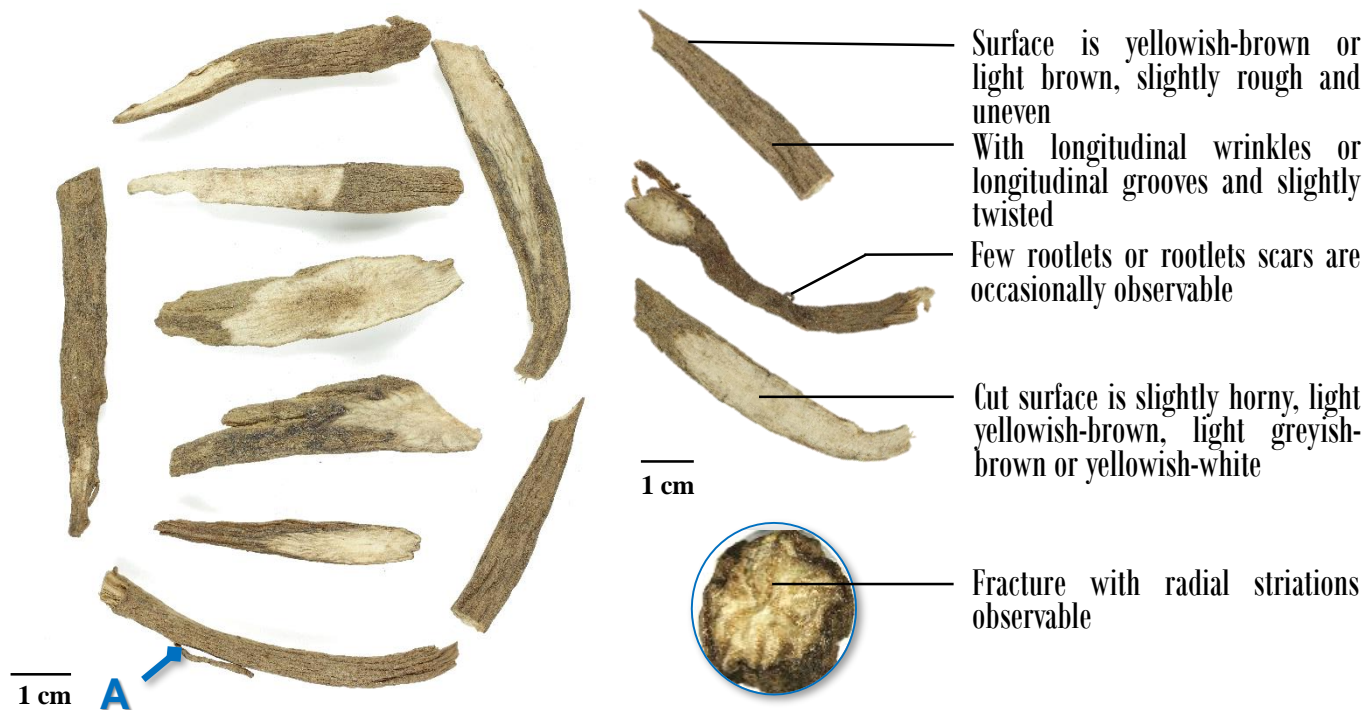 Surface is yellowish-brown or
light brown, slightly rough and
uneven
With longitudinal wrinkles or
longitudinal grooves and slightly
twisted
Few rootlets or rootlets scars are
occasionally observable
Cut surface is slightly horny, light
yellowish-brown, light greyish-
brown or yellowish-white
1 cm
Fracture with radial striations
observable
1 cm
A